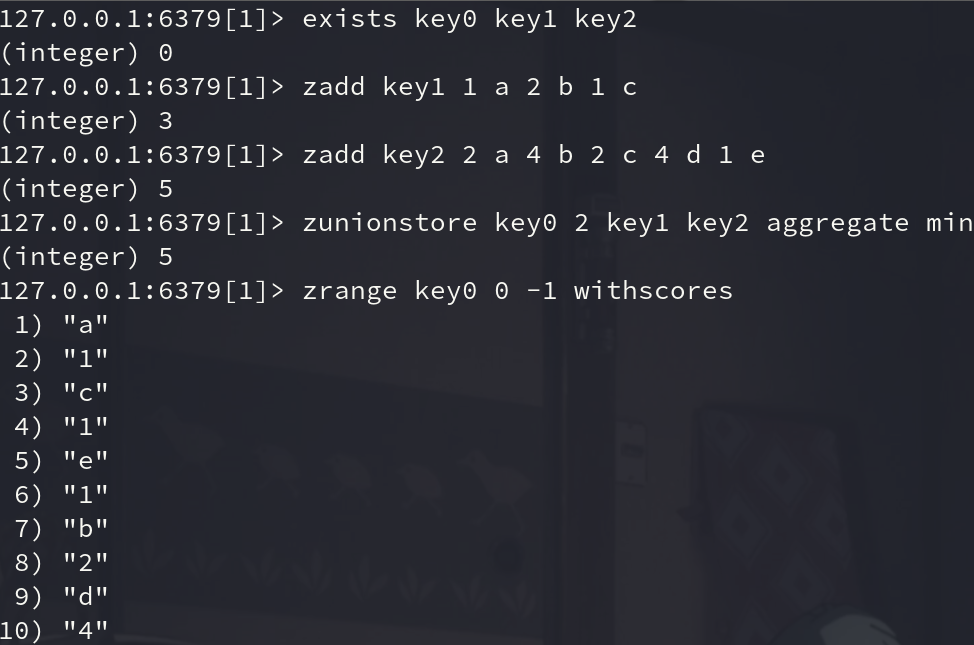 127.0.0.1:6379[1]> exists key0 key1 key2
(integer) 0
127.0.0.1:6379[1]> zadd key1 1 a 2 b 1 c
(integer) 3
127.0.0.1:6379[1]> zadd key2 2 a 4 b 2 c 4 d 1 e
(integer) 5
127.0.0.1:6379[1]> zunionstore key0 2 key1 key2 aggregate min
(integer) 5
127.0.0.1:6379[1]> zrange key0 0 -1 withscores
 1) "a"
 2) "1"
 3) "c"
 4) "1"
 5) "e"
 6) "1"
 7) "b"
 8) "2"
 9) "d"
10) "4"